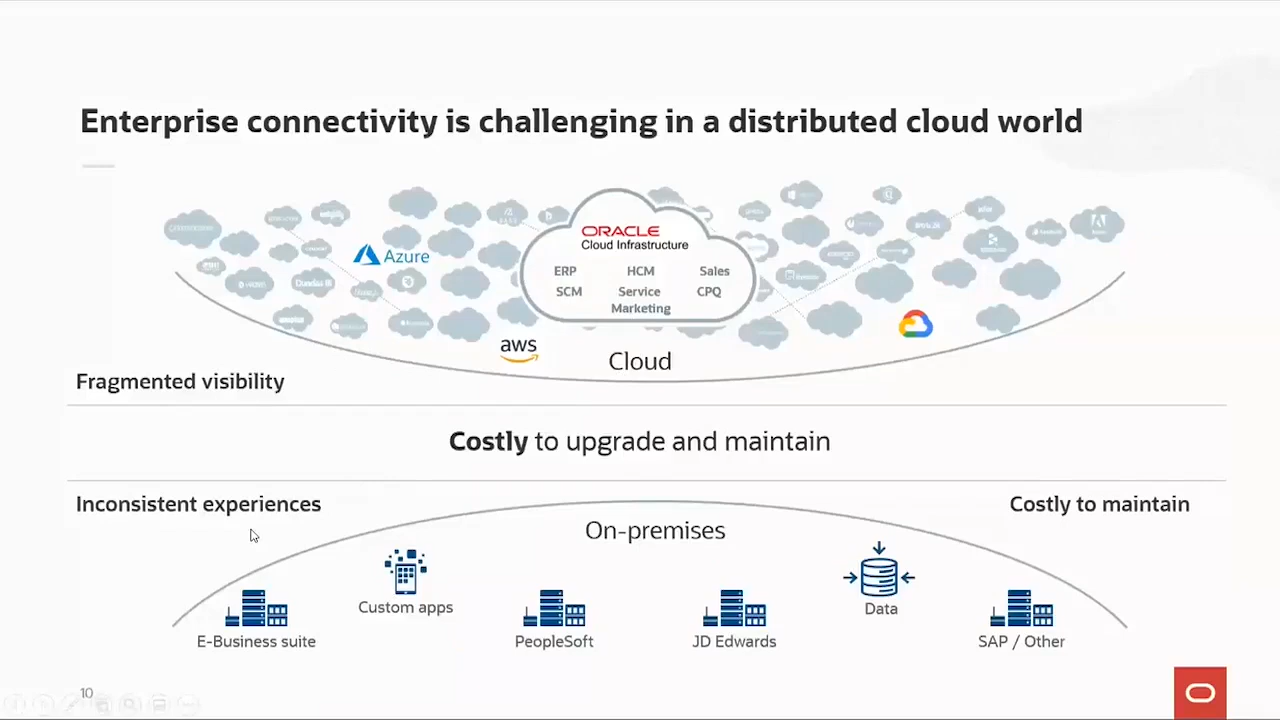 Enterprise connectivity is challenging in a distributed cloud world
ORACLE
Cloud Infrastructure
ERP HCM Sales
SCM Service CPQ
Marketing
Azure
Dundas BI
aws
Cloud
Fragmented visibility
Costly to upgrade and maintain
Inconsistent experiences
Costly to maintain
On-premises
Custom apps
Data
E-Business suite
PeopleSoft
JD Edwards
SAP / Other
10